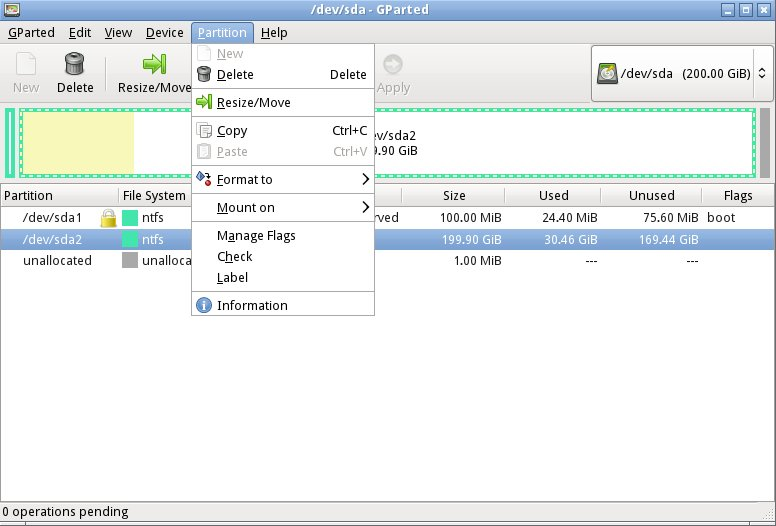 /dev/sda - GParted
GParted Edit View Device Partition Help
New Delete Resize/Move Apply /dev/sda (200.00 GiB)
New
Delete Delete
Resize/Move
Copy Ctrl+C
Paste Ctrl+V
Format to
Mount on
Manage Flags
Check
Label
Information
ev/sda2
9.90 GiB
Partition File System Size Used Unused Flags
/dev/sda1 ntfs rved 100.00 MiB 24.40 MiB 75.60 MiB boot
/dev/sda2 ntfs 199.90 GiB 30.46 GiB 169.44 GiB
unallocated unalloca 1.00 MiB --- ---
0 operations pending